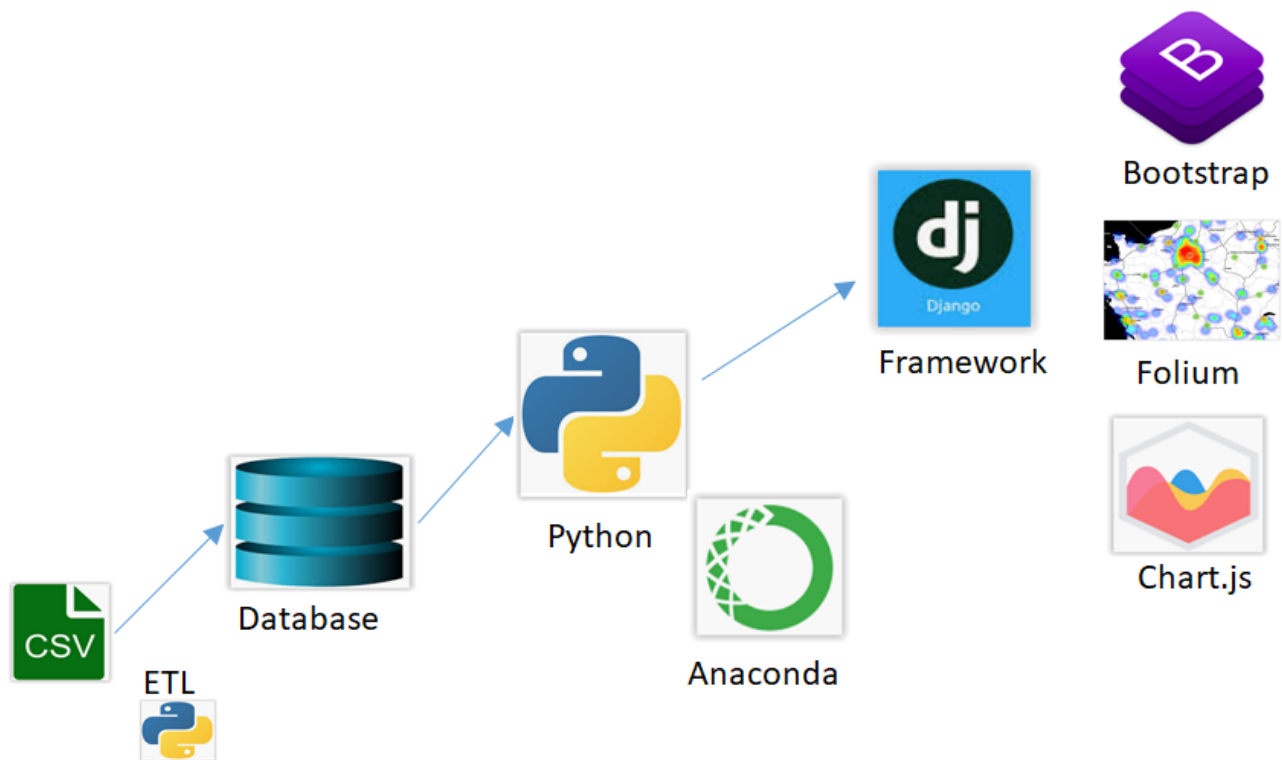 B
Bootstrap
dj
Django
Framework
Folium
Python
Chart.js
Database
CSV
Anaconda
ETL